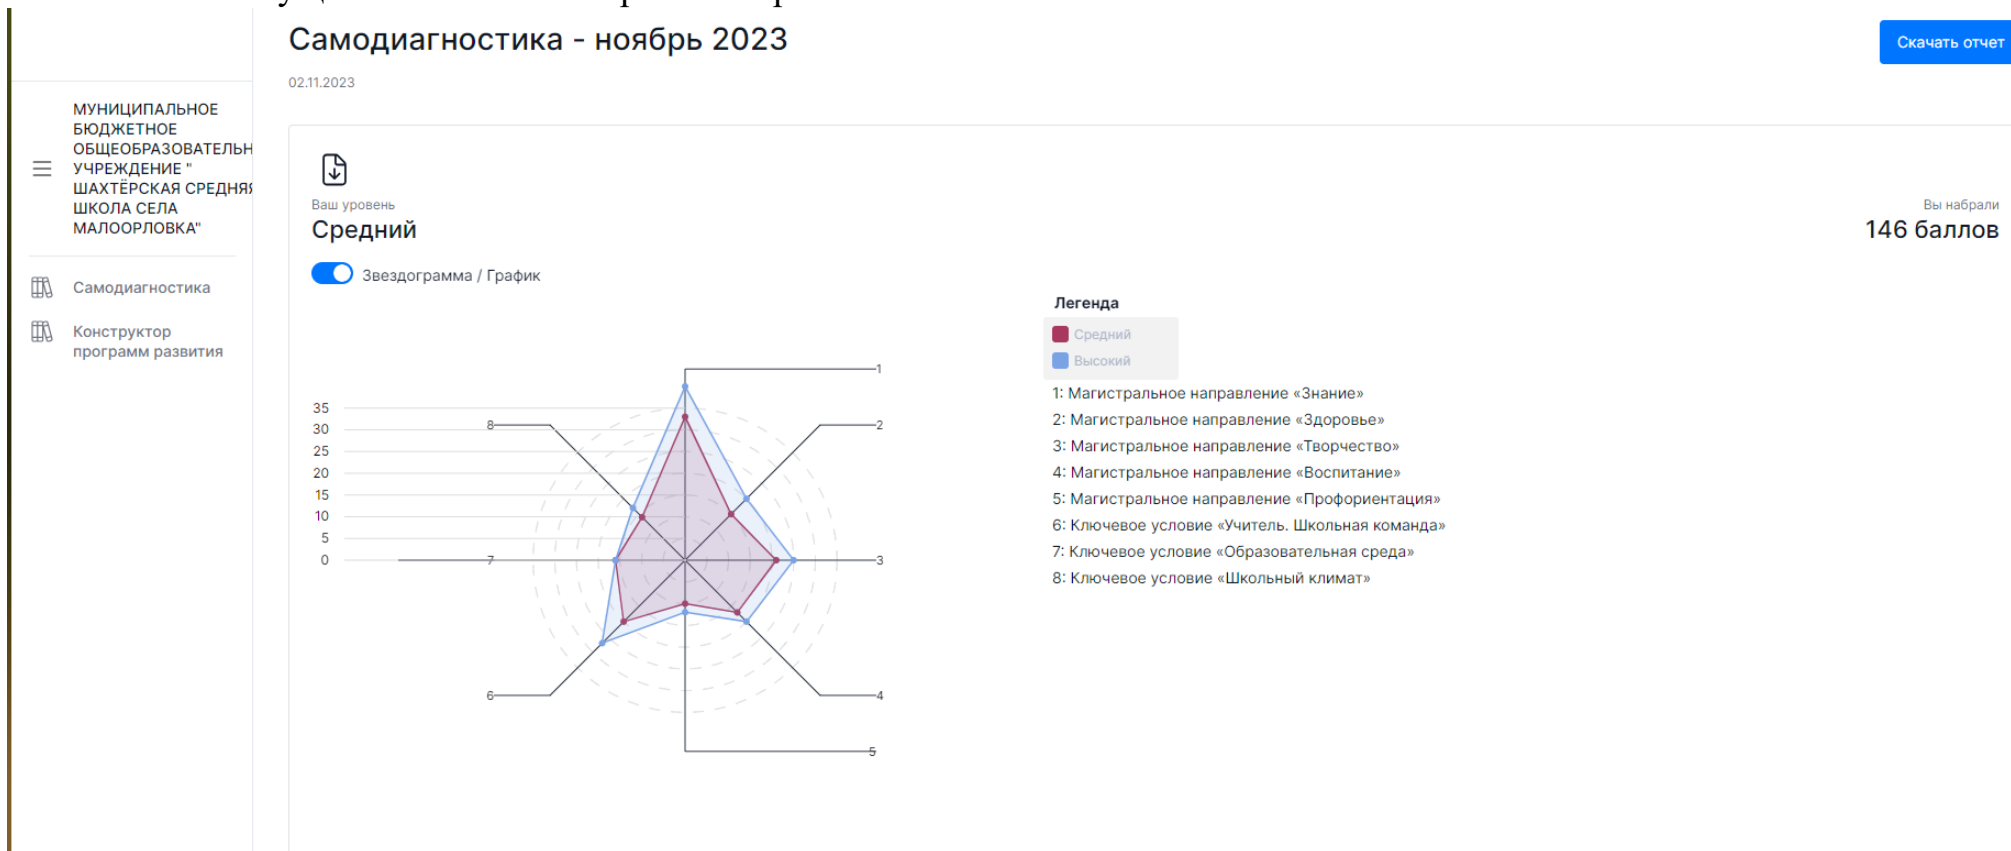 Самодиагностика - ноябрь 2023
Скачать отчет
02.11.2023
МУНИЦИПАЛЬНОЕ
БЮДЖЕТНОЕ
ОБЩЕОБРАЗОВАТЕЛЬН
УЧРЕЖДЕНИЕ "
ШАХТЁРСКАЯ СРЕДНЯЯ
ШКОЛА СЕЛА
МАЛООРЛОВКА"
Самодиагностика
Конструктор
программ развития
Ваш уровень
Средний
Вы набрали
146 баллов
Звездограмма / График
35
30
25
20
15
10
5
0
1
2
3
4
5
6
7
8
Легенда
Средний
Высокий
1: Магистральное направление «Знание»
2: Магистральное направление «Здоровье»
3: Магистральное направление «Творчество»
4: Магистральное направление «Воспитание»
5: Магистральное направление «Профориентация»
6: Ключевое условие «Учитель. Школьная команда»
7: Ключевое условие «Образовательная среда»
8: Ключевое условие «Школьный климат»